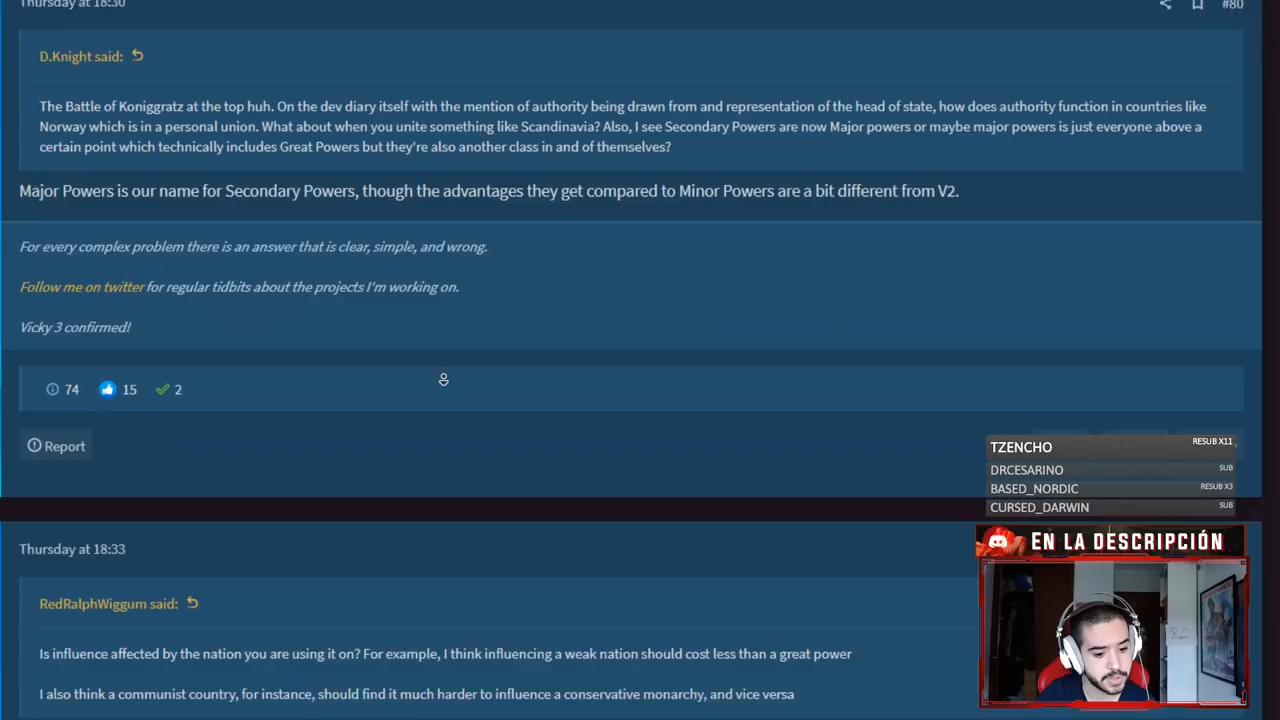 Thursday at 18:30
#80
D.Knight said:
The Battle of Koniggratz at the top huh. On the dev diary itself with the mention of authority being drawn from and representation of the head of state, how does authority function in countries like
Norway which is in a personal union. What about when you unite something like Scandinavia? Also, I see Secondary Powers are now Major powers or maybe major powers is just everyone above a
certain point which technically includes Great Powers but they're also another class in and of themselves?
Major Powers is our name for Secondary Powers, though the advantages they get compared to Minor Powers are a bit different from V2.
For every complex problem there is an answer that is clear, simple, and wrong.
Follow me on twitter for regular tidbits about the projects I'm working on.
Vicky 3 confirmed!
74 15 2
Report
TZENCHO RESUB X11
DRCESARINO SUB
BASED_NORDIC RESUB X3
CURSED_DARWIN SUB
EN LA DESCRIPCIÓN
Thursday at 18:33
RedRalphWiggum said:
Is influence affected by the nation you are using it on? For example, I think influencing a weak nation should cost less than a great power
I also think a communist country, for instance, should find it much harder to influence a conservative monarchy, and vice versa